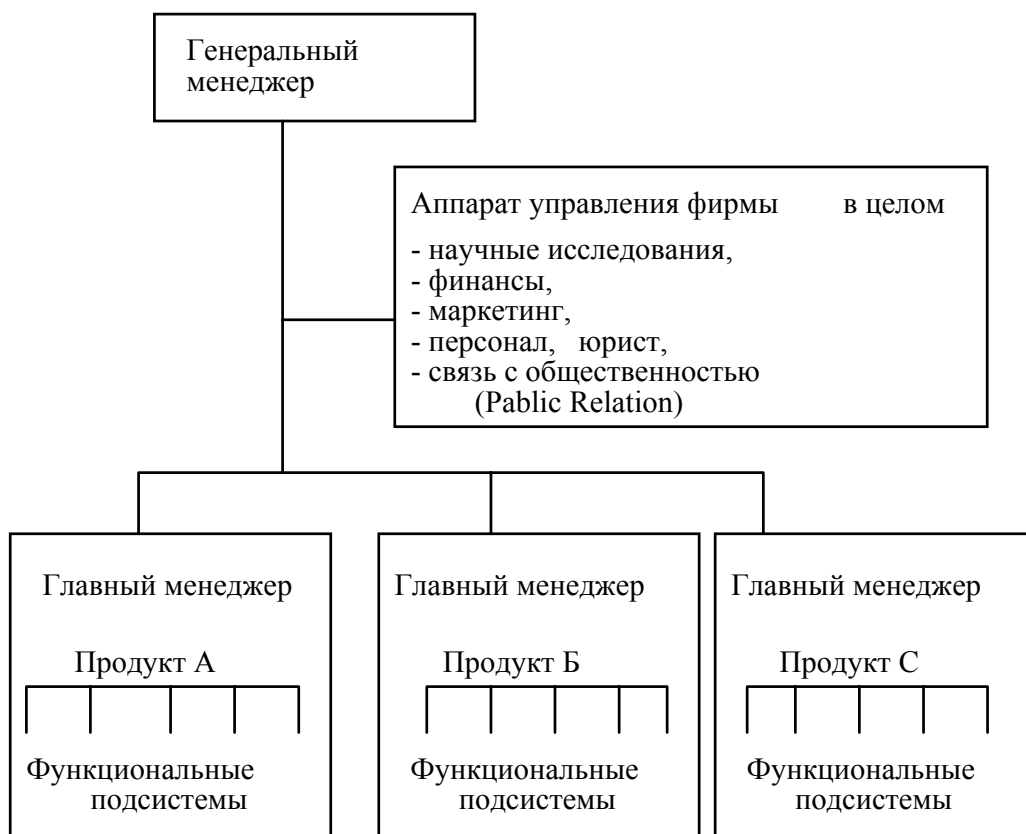 Генеральный
менеджер
Аппарат управления фирмы в целом
- научные исследования,
- финансы,
- маркетинг,
- персонал, юрист,
- связь с общественностью
(Pablic Relation)
Главный менеджер
Продукт А
Функциональные
подсистемы
Главный менеджер
Продукт Б
Функциональные
подсистемы
Главный менеджер
Продукт С
Функциональные
подсистемы